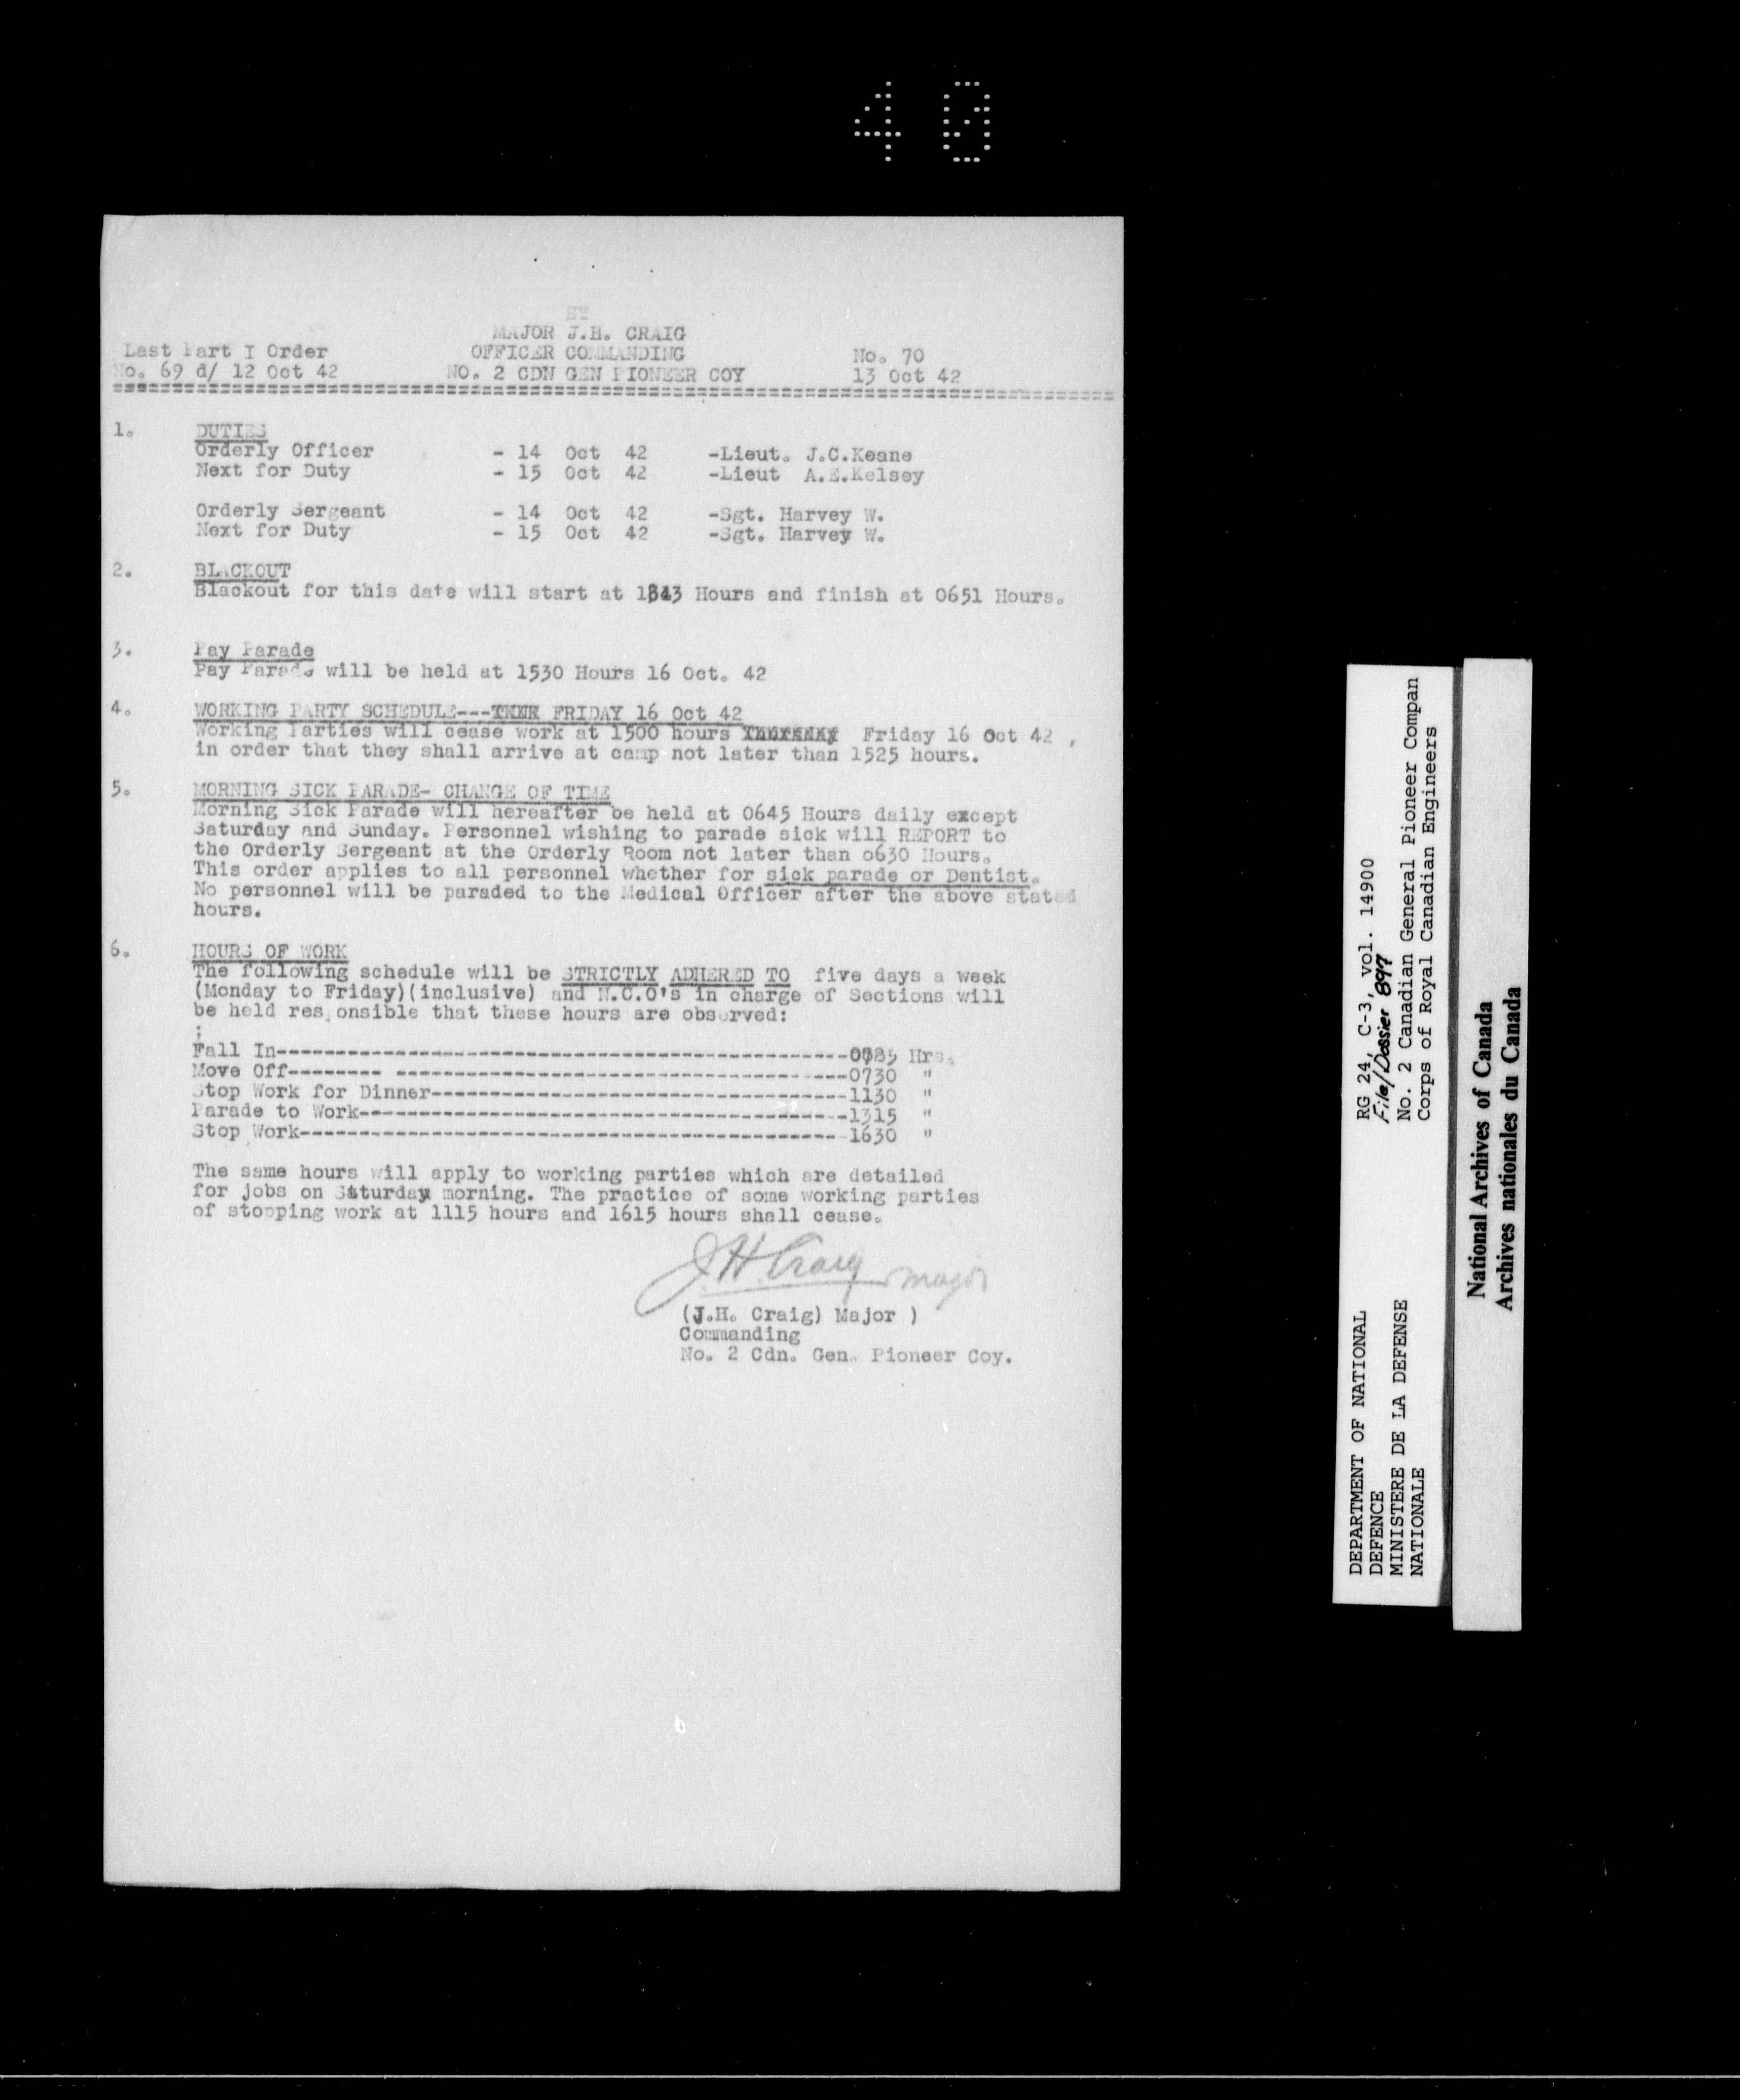 40
BY
MAJOR J.H. CRAIG
Last Part I Order OFFICER COMMANDING No. 70
No. 69 d/ 12 Oct 42 NO. 2 CDN GEN PIONEER COY 13 Oct 42
1. DUTIES
Orderly Officer - 14 Oct 42 -Lieut. J.C.Keane
Next for Duty - 15 Oct 42 -Lieut A.E.Kelsey
Orderly Sergeant - 14 Oct 42 -Sgt. Harvey W.
Next for Duty - 15 Oct 42 -Sgt. Harvey W.
2. BLACKOUT
Blackout for this date will start at 1843 Hours and finish at 0651 Hours.
3. Pay Parade
Pay Parade will be held at 1530 Hours 16 Oct. 42
4. WORKING PARTY SCHEDULE--- FRIDAY 16 Oct 42
Working Parties will cease work at 1500 hours Friday 16 Oct 42 ,
in order that they shall arrive at camp not later than 1525 hours.
5. MORNING SICK PARADE- CHANGE OF TIME
Morning Sick Parade will hereafter be held at 0645 Hours daily except
Saturday and Sunday. Personnel wishing to parade sick will REPORT to
the Orderly Sergeant at the Orderly Room not later than o630 Hours.
This order applies to all personnel whether for sick parade or Dentist.
No personnel will be paraded to the Medical Officer after the above stated
hours.
6. HOURS OF WORK
The following schedule will be STRICTLY ADHERED TO five days a week
(Monday to Friday)(inclusive) and N.C.O's in charge of Sections will
be held responsible that these hours are observed:
;
Fall In------------------------------------------------0725 Hrs.
Move Off-------- --------------------------------------0730 "
Stop Work for Dinner-----------------------------------1130 "
Parade to Work-----------------------------------------1315 "
Stop Work----------------------------------------------1630 "
The same hours will apply to working parties which are detailed
for jobs on Saturday morning. The practice of some working parties
of stopping work at 1115 hours and 1615 hours shall cease.
J H Craig Major
(J.H. Craig) Major )
Commanding
No. 2 Cdn. Gen. Pioneer Coy.
DEPARTMENT OF NATIONAL
DEFENCE
MINISTERE DE LA DEFENSE
NATIONALE
RG 24, C-3, vol. 14900
File/Dossier 897
No. 2 Canadian General Pioneer Compan
Corps of Royal Canadian Engineers
National Archives of Canada
Archives nationales du Canada